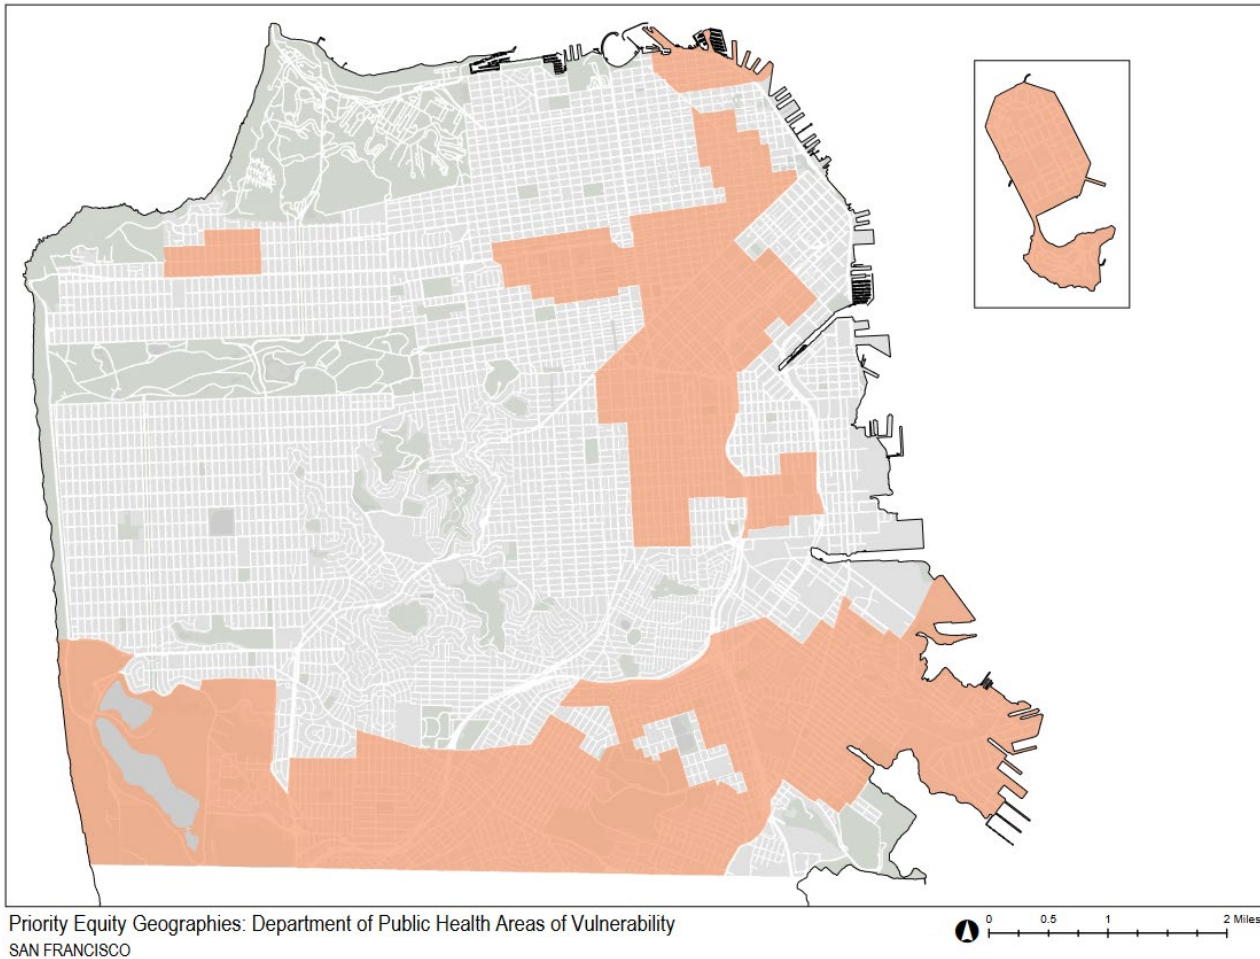 Priority Equity Geographies: Department of Public Health Areas of Vulnerability
SAN FRANCISCO
0 0.5 1 2 Miles